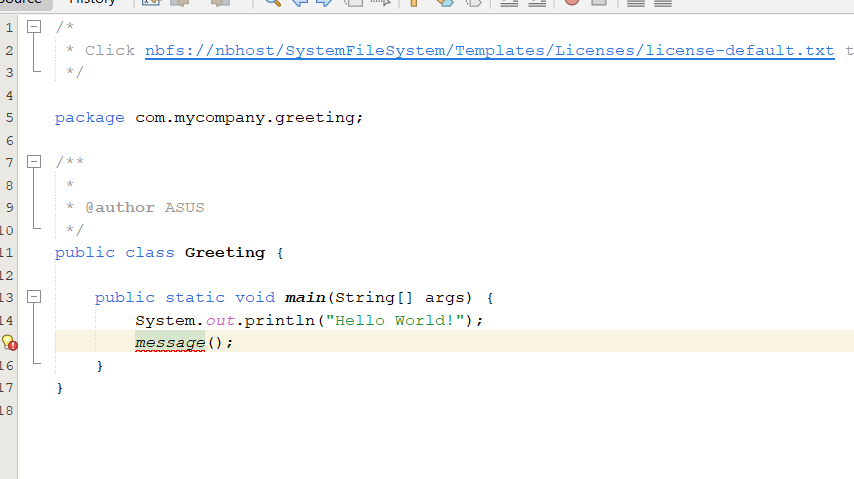 History
1 /*
2 * Click nbfs://nbhost/SystemFileSystem/Templates/Licenses/license-default.txt t
3 */
4
5 package com.mycompany.greeting;
6
7 /**
8 *
9 * @author ASUS
10 */
11 public class Greeting {
12
13 public static void main(String[] args) {
14 System.out.println("Hello World!");
message();
16 }
17 }
18